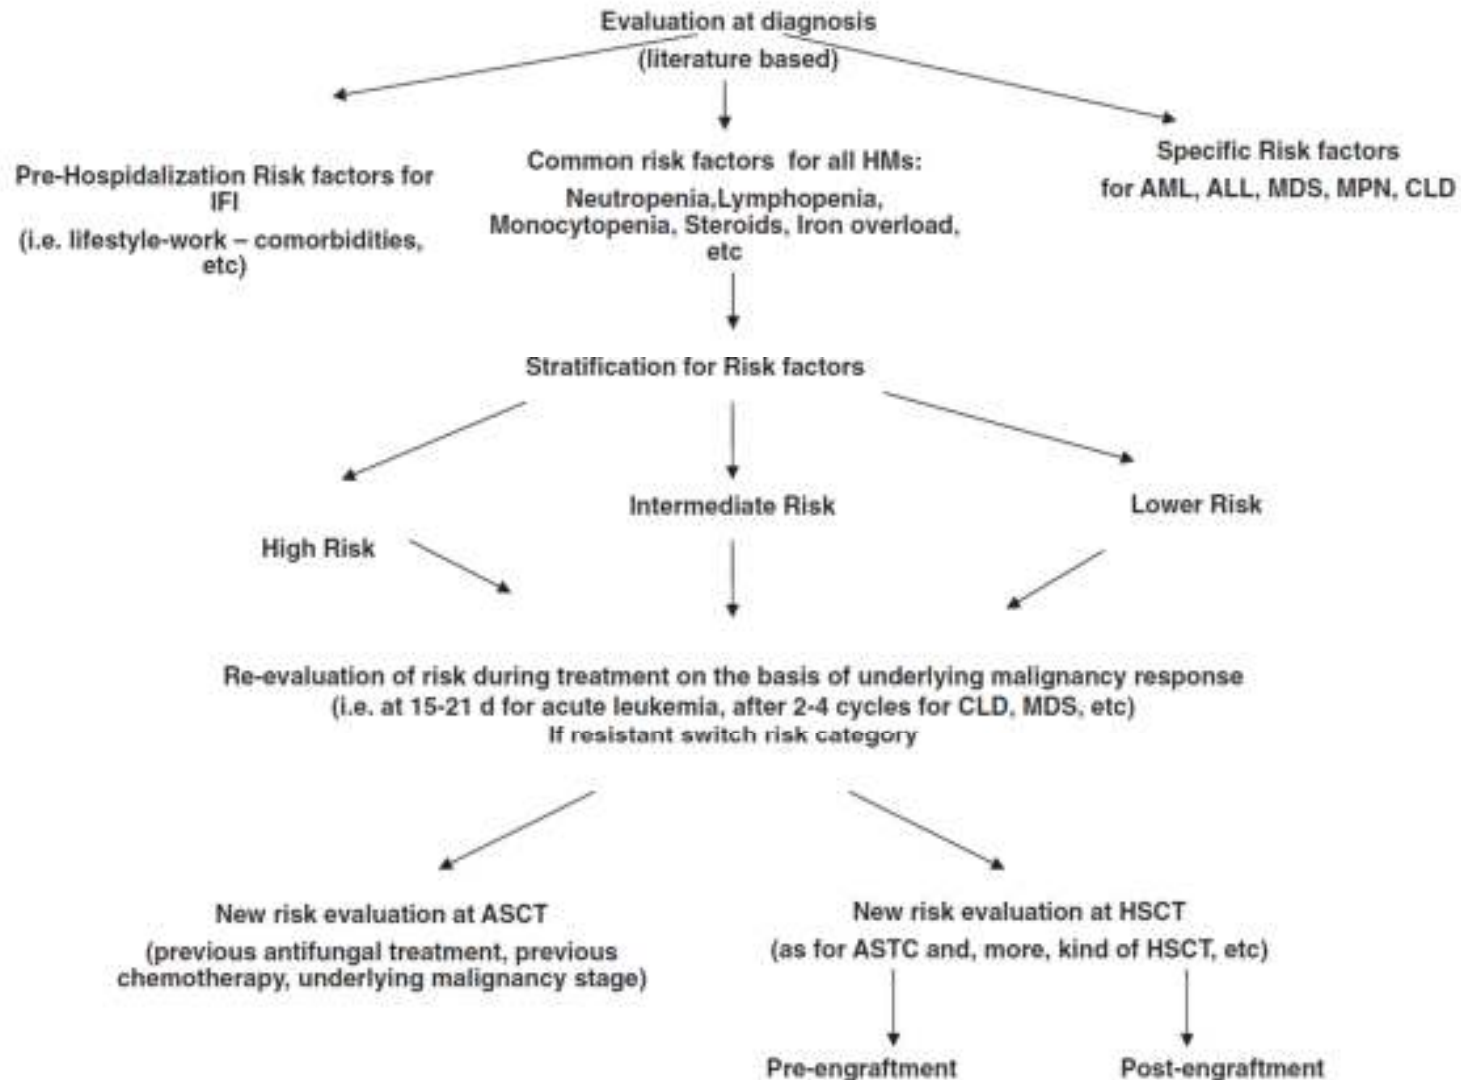 Evaluation at diagnosis
(literature based)
Pre-Hospidalization Risk factors for
IFI
(i.e. lifestyle-work – comorbidities,
etc)
Common risk factors for all HMs:
Neutropenia,Lymphopenia,
Monocytopenia, Steroids, Iron overload,
etc
Specific Risk factors
for AML, ALL, MDS, MPN, CLD
Stratification for Risk factors
High Risk
Intermediate Risk
Lower Risk
Re-evaluation of risk during treatment on the basis of underlying malignancy response
(i.e. at 15-21 d for acute leukemia, after 2-4 cycles for CLD, MDS, etc)
If resistant switch risk category
New risk evaluation at ASCT
(previous antifungal treatment, previous
chemotherapy, underlying malignancy stage)
New risk evaluation at HSCT
(as for ASTC and, more, kind of HSCT, etc)
Pre-engraftment
Post-engraftment